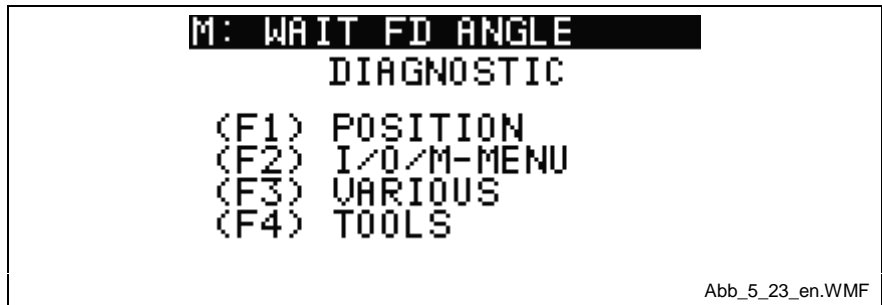 M: WAIT FD ANGLE
DIAGNOSTIC
(F1) POSITION
(F2) I/O/M-MENU
(F3) VARIOUS
(F4) TOOLS
Abb_5_23_en.WMF